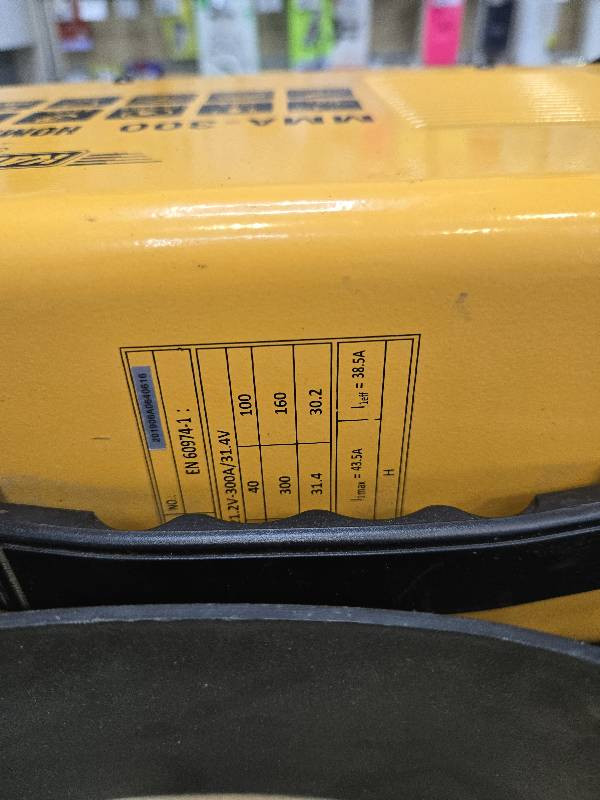 MMA-300
NO. 201906A0640616
EN 60974-1 :
1.2V-300A/31.4V
40 100
300 160
31.4 30.2
I₁max = 43.5A I₁eff = 38.5A
H